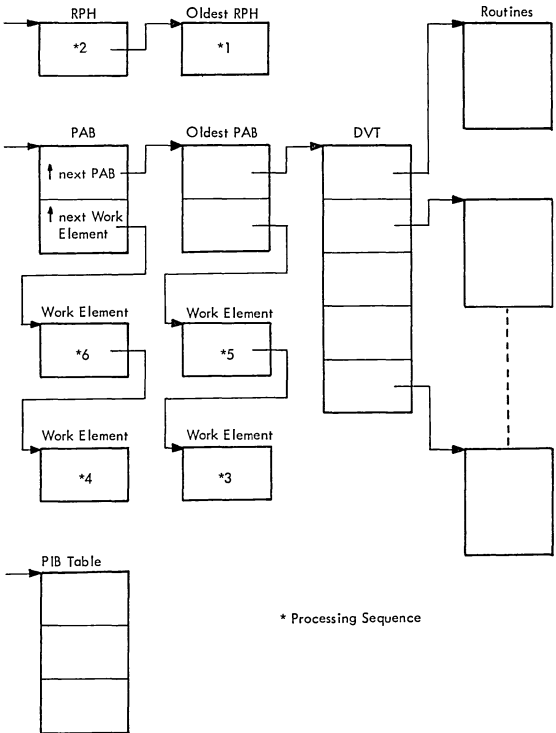 RPH
Oldest RPH
Routines
*2
*1
PAB
Oldest PAB
DVT
↑ next PAB
↑ next Work
Element
Work Element
Work Element
*6
*5
Work Element
Work Element
*4
*3
PIB Table
* Processing Sequence